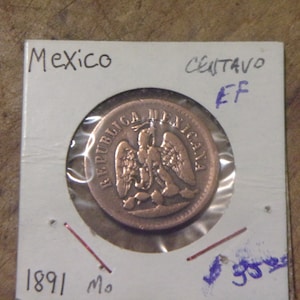 Mexico
CENTAVO
EF
REPUBLICA MEXICANA
1891 Mo